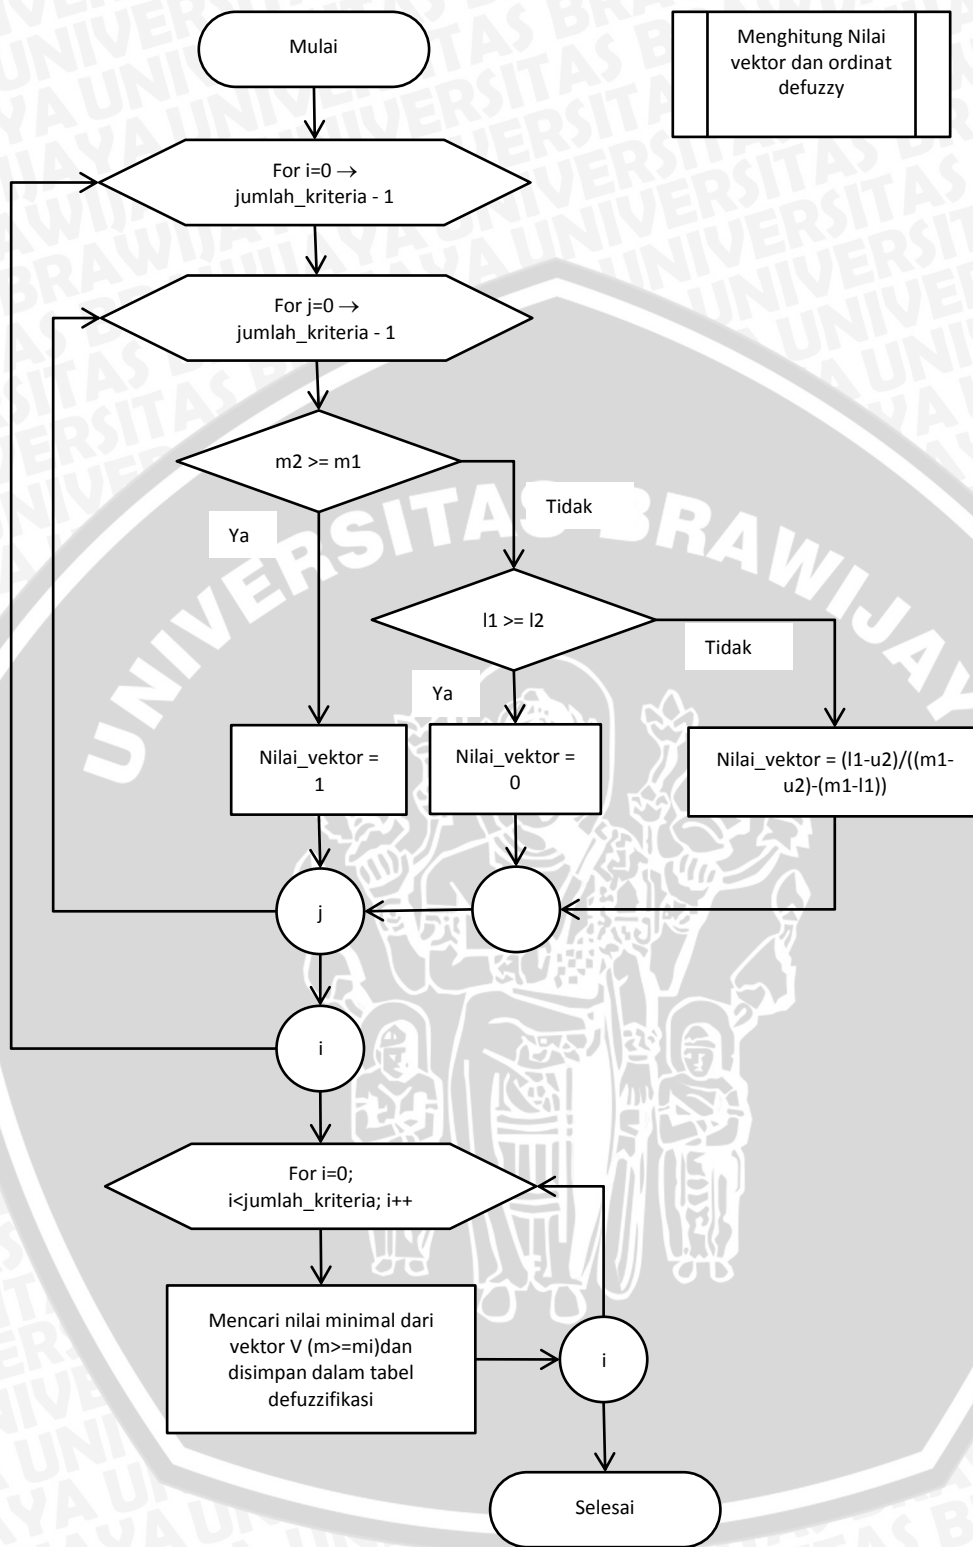 Mulai
Menghitung Nilai
vektor dan ordinat
defuzzy
For i=0 →
jumlah_kriteria - 1
For j=0 →
jumlah_kriteria - 1
m2 >= m1
Ya
Tidak
l1 >= l2
Ya
Tidak
Nilai_vektor =
1
Nilai_vektor =
0
Nilai_vektor = (l1-u2)/((m1-
u2)-(m1-l1))
j
i
For i=0;
i<jumlah_kriteria; i++
Mencari nilai minimal dari
vektor V (m>=mi)dan
disimpan dalam tabel
defuzzifikasi
i
Selesai
UNIVERSITAS BRAWIJAY